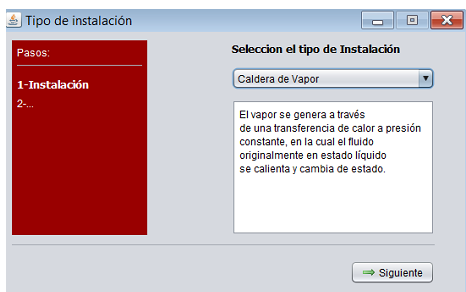 Tipo de instalación
Pasos:
1-Instalación
2-...
Seleccion el tipo de Instalación
Caldera de Vapor
El vapor se genera a través
de una transferencia de calor a presión
constante, en la cual el fluido
originalmente en estado líquido
se calienta y cambia de estado.
Siguiente